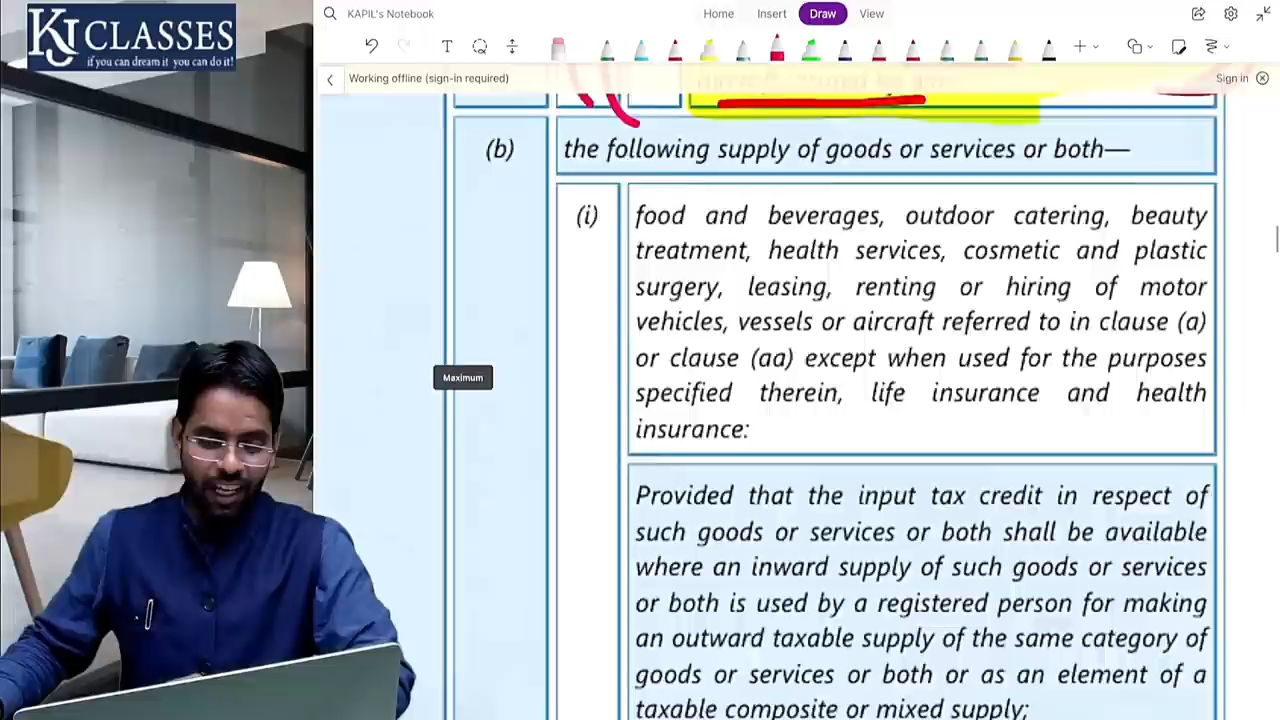 KJ CLASSES
if you can dream it you can do it!
KAPIL's Notebook
Home Insert Draw View
T
Working offline (sign-in required)
Sign in
(b)
the following supply of goods or services or both—
(i)
food and beverages, outdoor catering, beauty
treatment, health services, cosmetic and plastic
surgery, leasing, renting or hiring of motor
vehicles, vessels or aircraft referred to in clause (a)
or clause (aa) except when used for the purposes
specified therein, life insurance and health
insurance:
Maximum
Provided that the input tax credit in respect of
such goods or services or both shall be available
where an inward supply of such goods or services
or both is used by a registered person for making
an outward taxable supply of the same category of
goods or services or both or as an element of a
taxable composite or mixed supply;